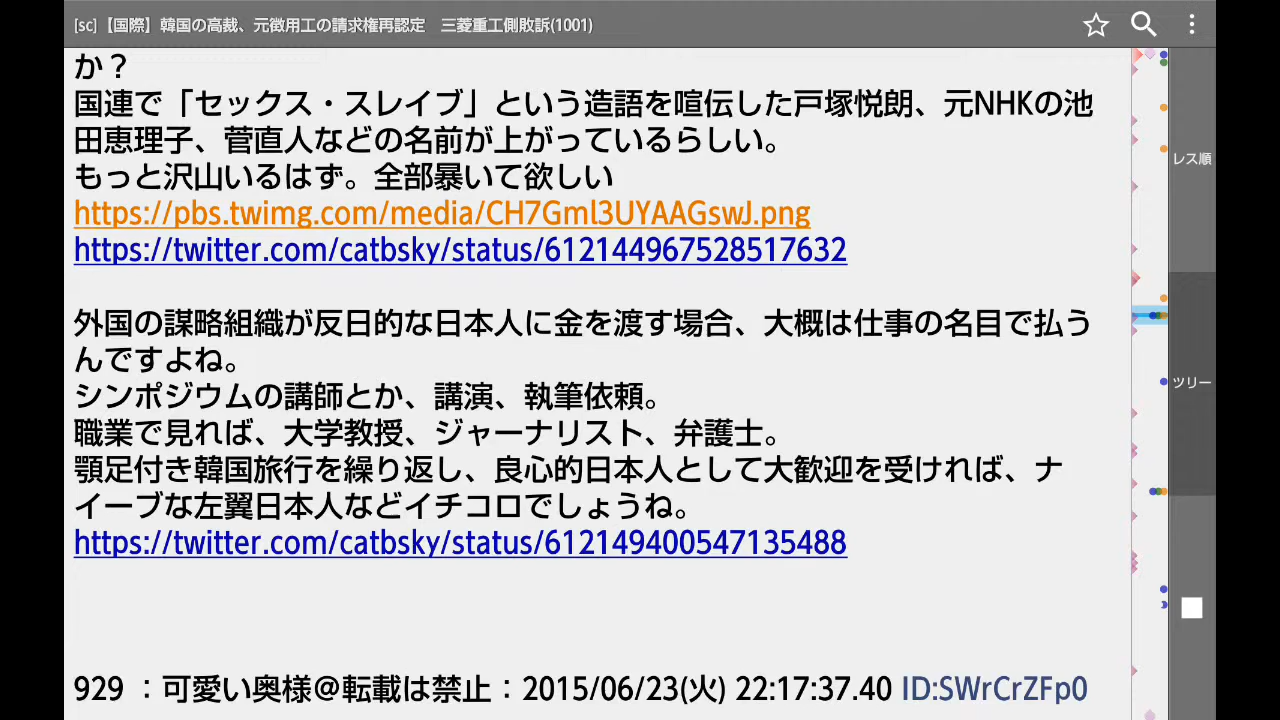 [sc]【国際】韓国の高裁、元徴用工の請求権再認定　三菱重工側敗訴(1001)
か？
国連で「セックス・スレイブ」という造語を喧伝した戸塚悦朗、元NHKの池
田恵理子、菅直人などの名前が上がっているらしい。
もっと沢山いるはず。全部暴いて欲しい
https://pbs.twimg.com/media/CH7Gml3UYAAGswJ.png
https://twitter.com/catbsky/status/612144967528517632
外国の謀略組織が反日的な日本人に金を渡す場合、大概は仕事の名目で払う
んですよね。
シンポジウムの講師とか、講演、執筆依頼。
職業で見れば、大学教授、ジャーナリスト、弁護士。
顎足付き韓国旅行を繰り返し、良心的日本人として大歓迎を受ければ、ナ
イーブな左翼日本人などイチコロでしょうね。
https://twitter.com/catbsky/status/612149400547135488
929 ：可愛い奥様＠転載は禁止：2015/06/23(火) 22:17:37.40 ID:SWrCrZFp0
レス順
ツリー